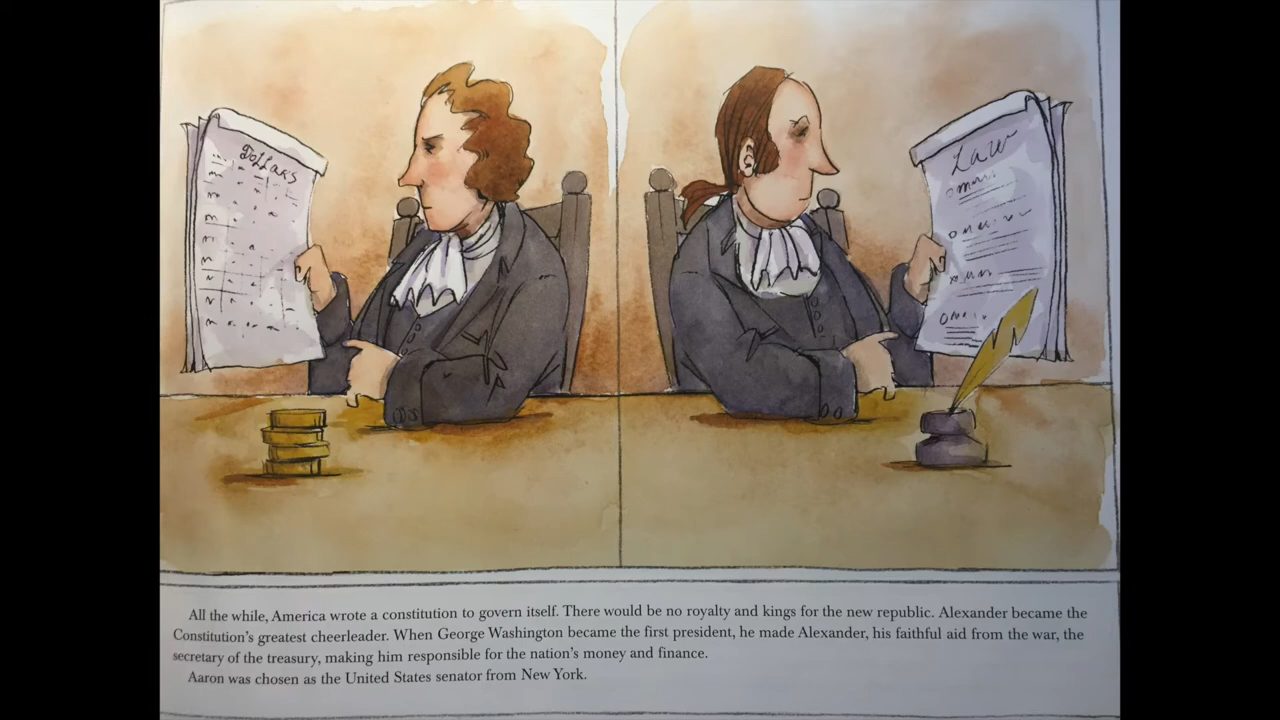 Dollars
Law
All the while, America wrote a constitution to govern itself. There would be no royalty and kings for the new republic. Alexander became the
Constitution's greatest cheerleader. When George Washington became the first president, he made Alexander, his faithful aid from the war, the
secretary of the treasury, making him responsible for the nation's money and finance.
Aaron was chosen as the United States senator from New York.